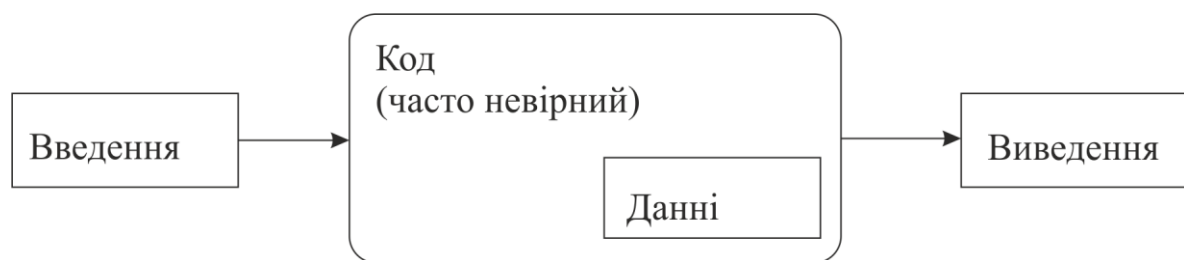 Введення
Код
(часто невірний)
Данні
Виведення